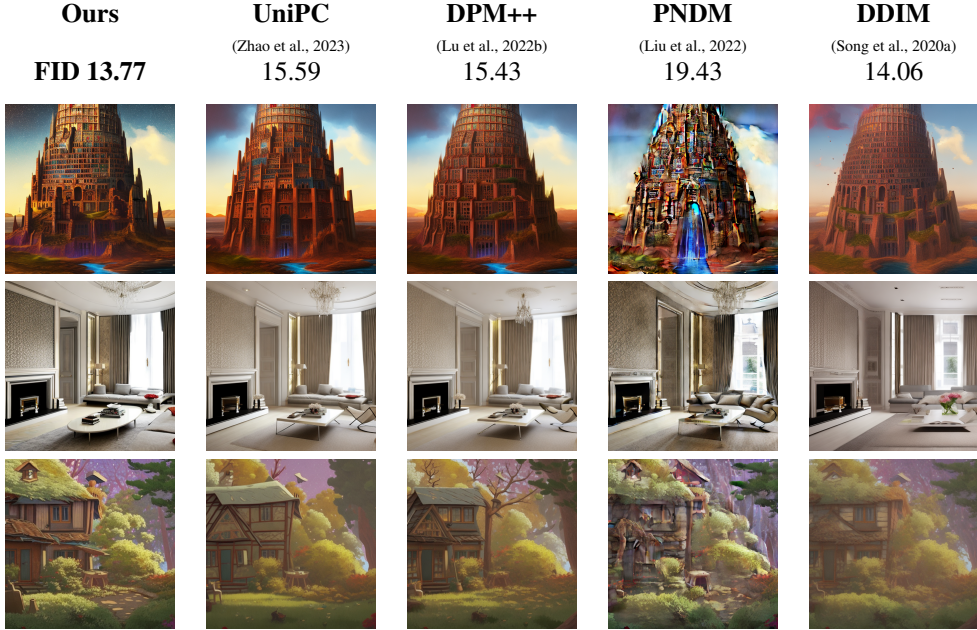 Ours UniPC DPM++ PNDM DDIM
(Zhao et al., 2023) (Lu et al., 2022b) (Liu et al., 2022) (Song et al., 2020a)
FID 13.77 15.59 15.43 19.43 14.06